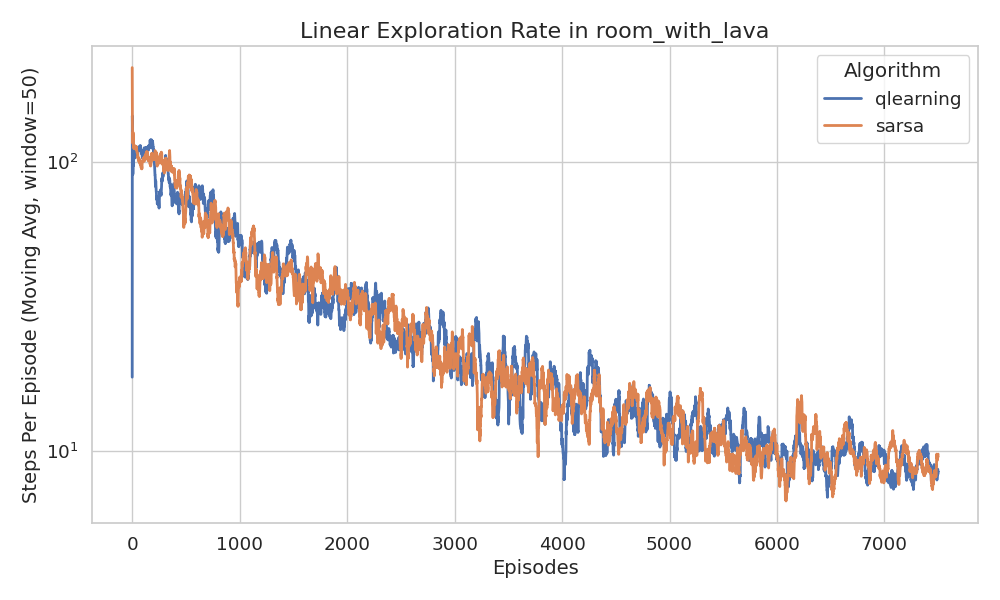 Linear Exploration Rate in room_with_lava
Steps Per Episode (Moving Avg, window=50)
10²
10¹
Algorithm
qlearning
sarsa
0 1000 2000 3000 4000 5000 6000 7000
Episodes